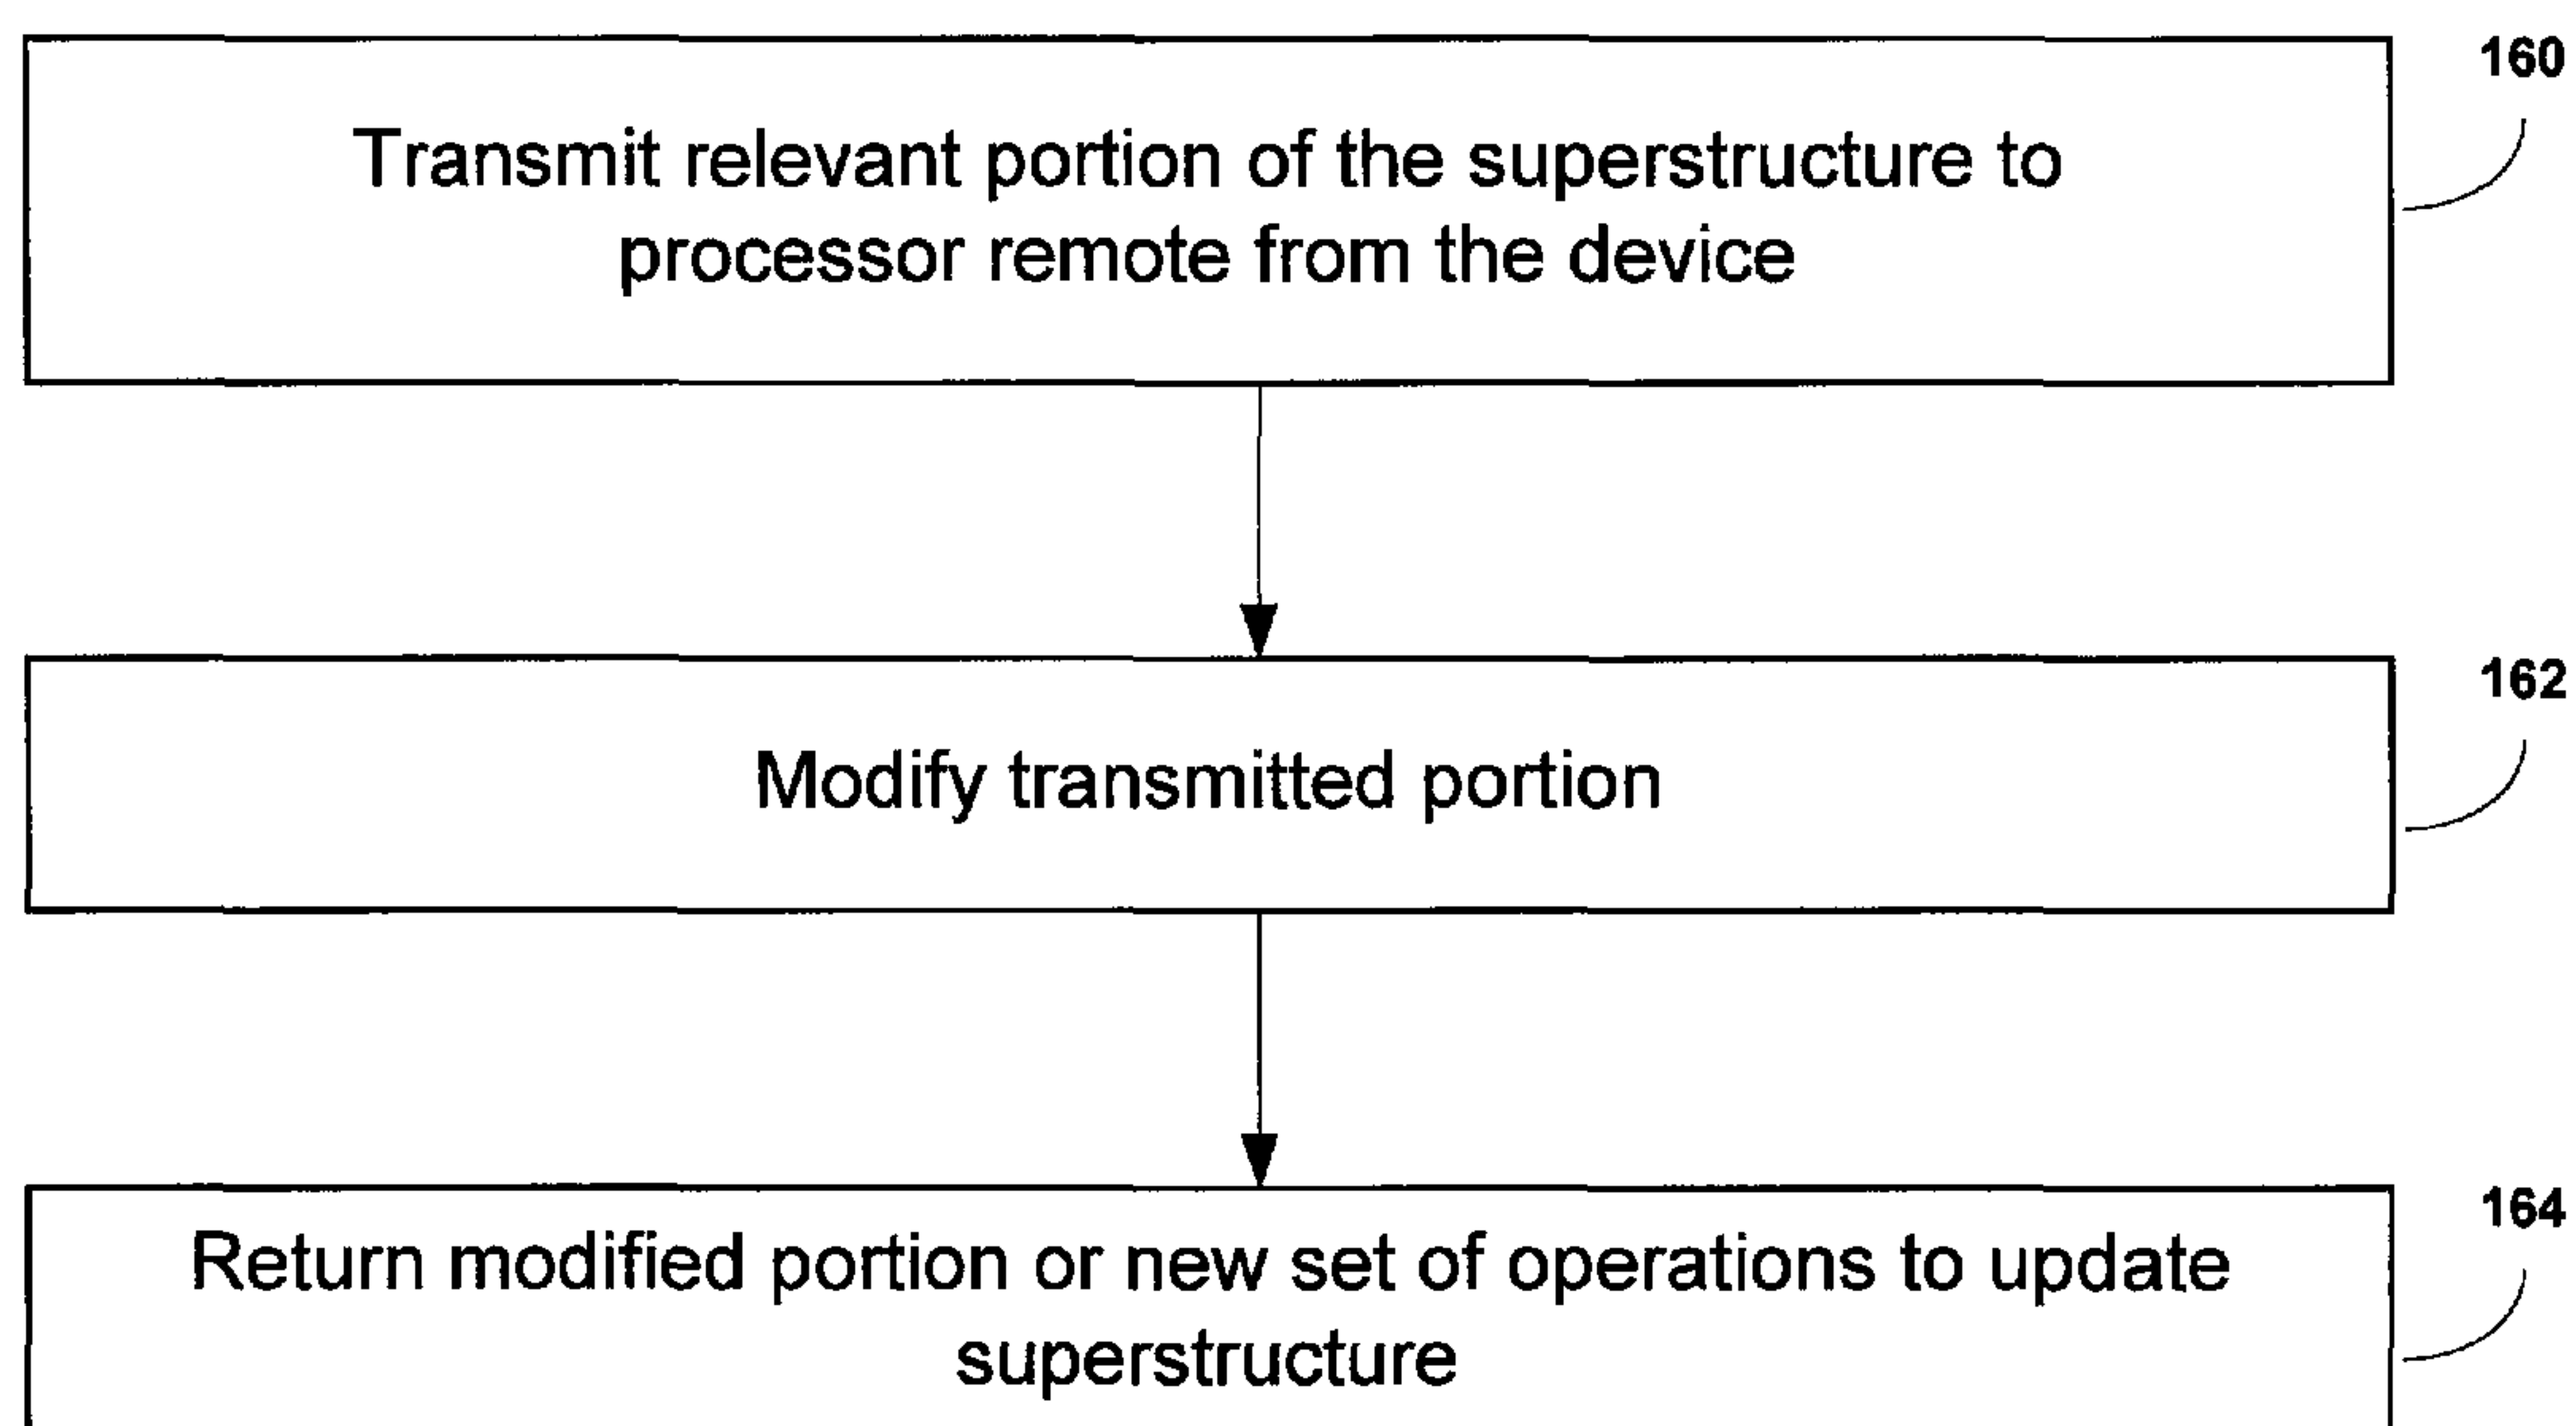 160
Transmit relevant portion of the superstructure to
processor remote from the device
162
Modify transmitted portion
164
Return modified portion or new set of operations to update
superstructure